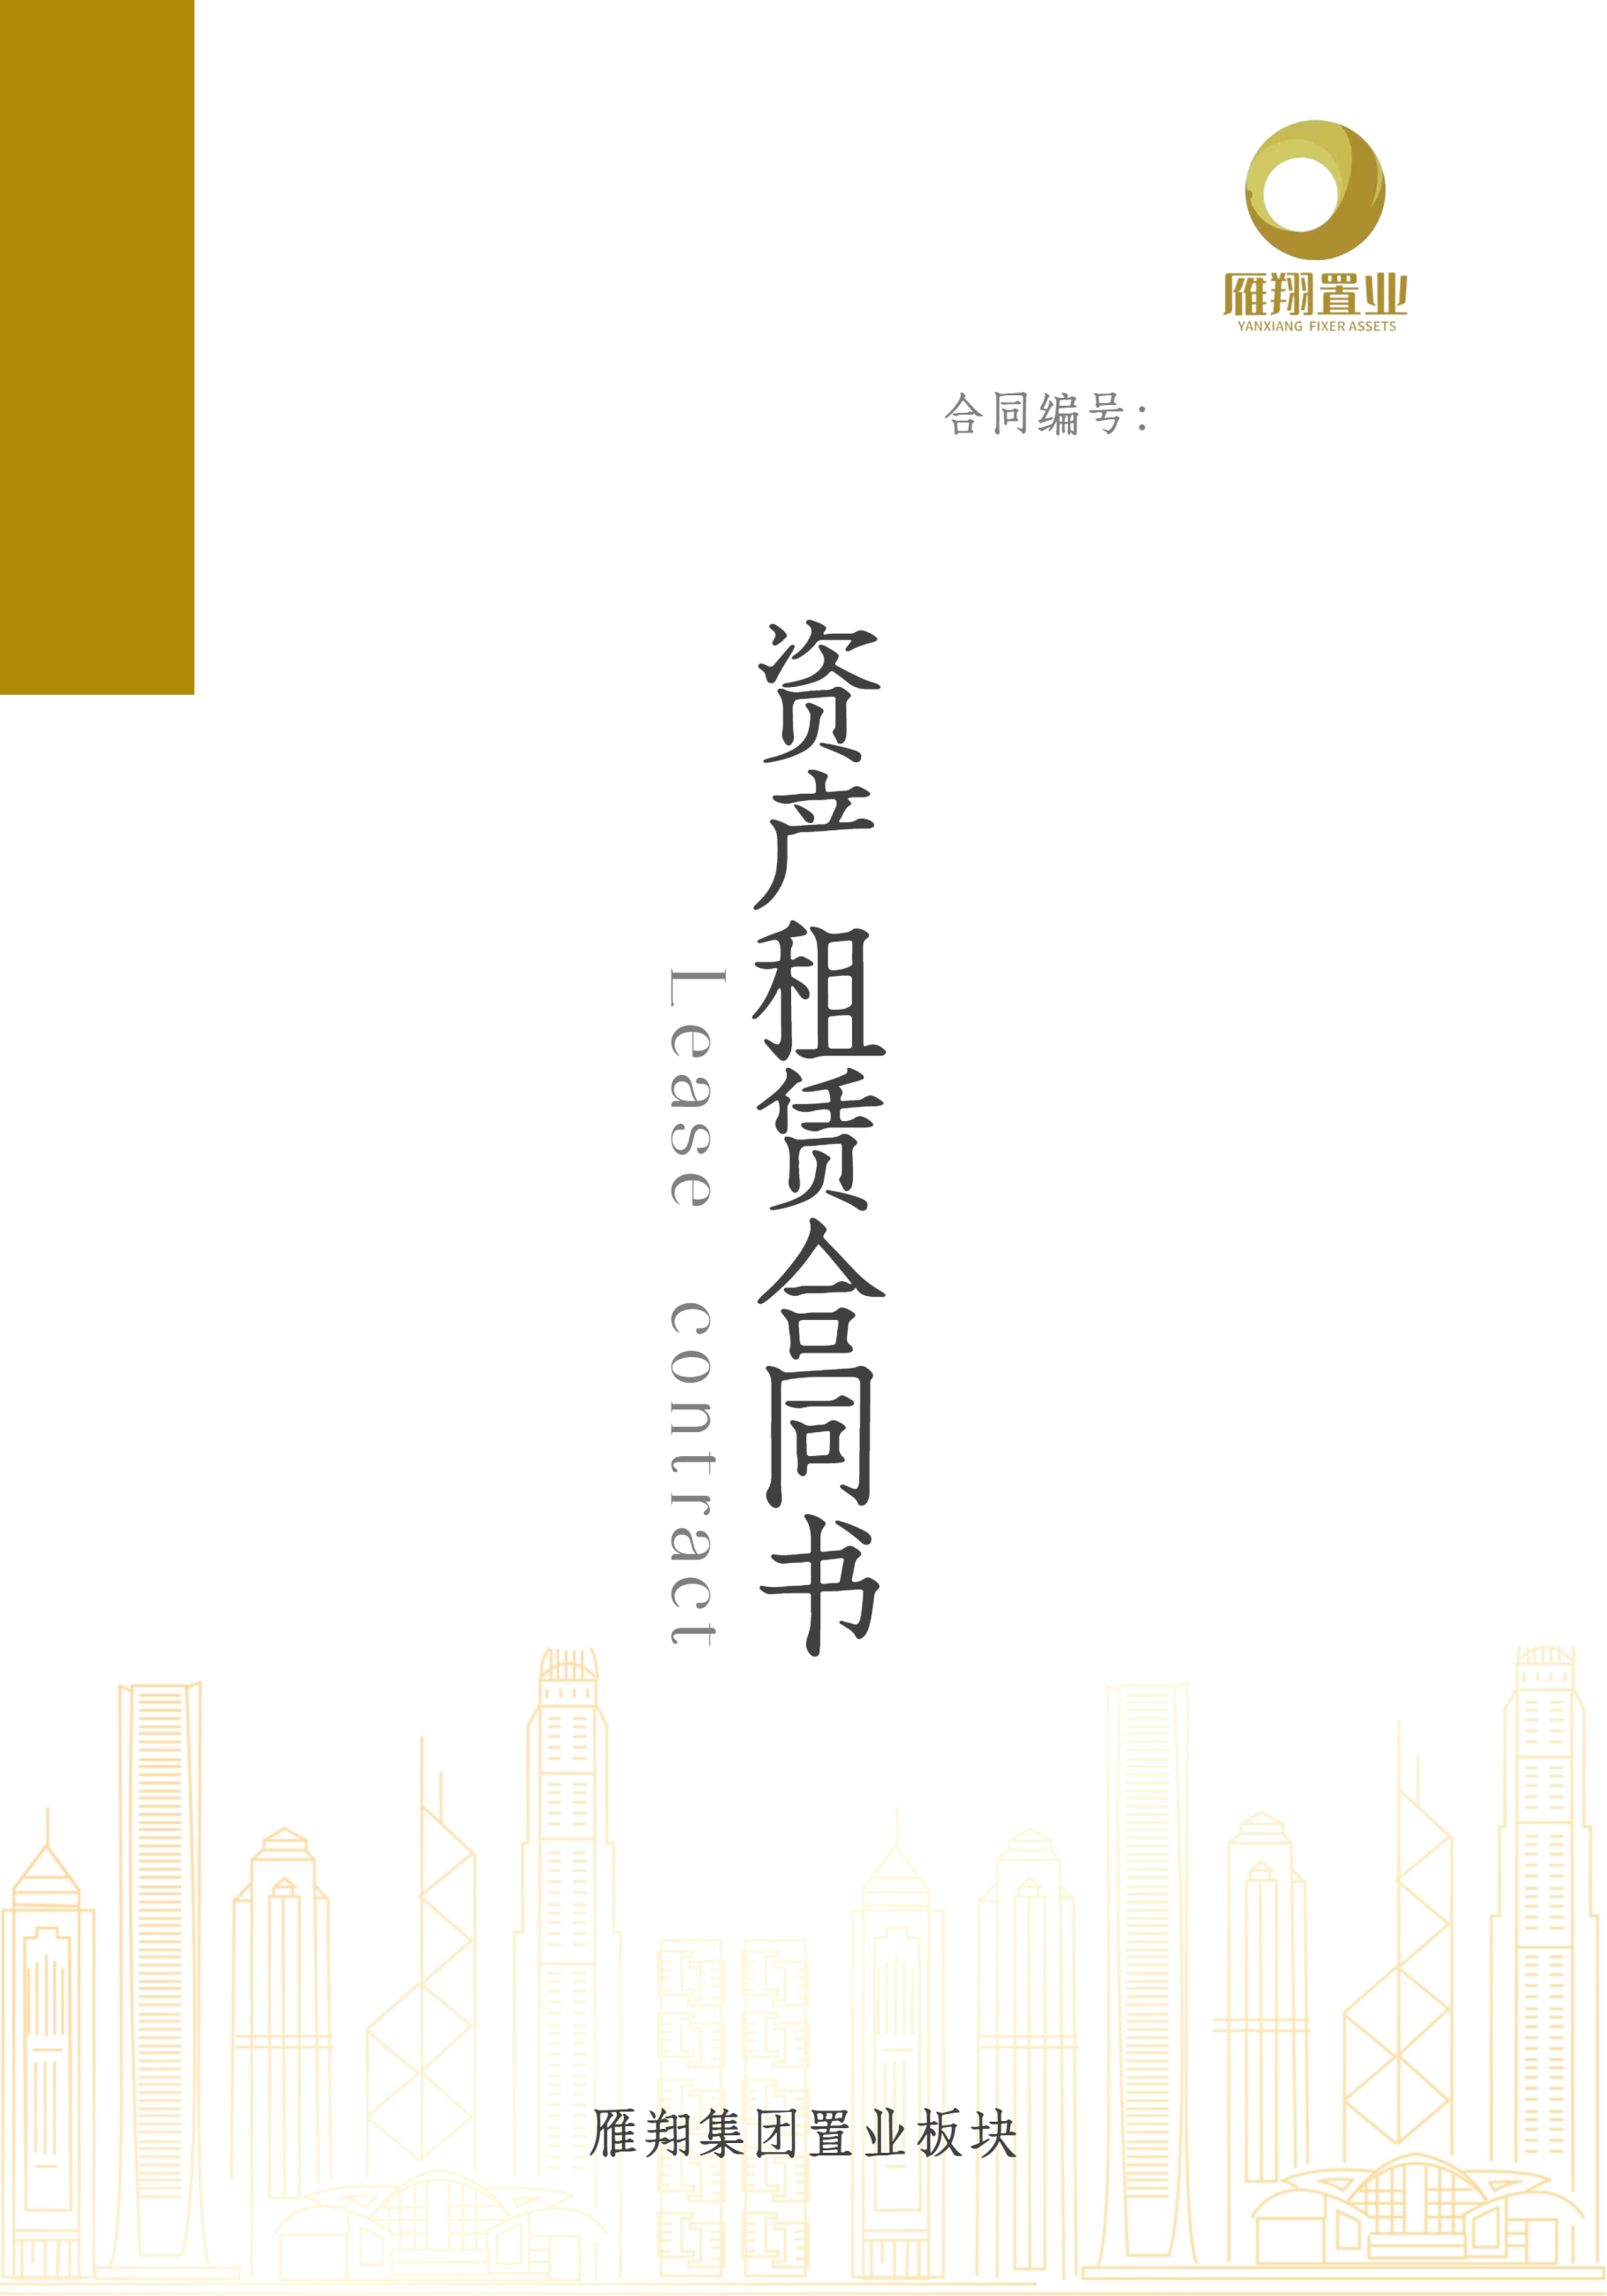 雁翔置业
YANXIANG FIXER ASSETS
合同编号：
资产租赁合同书
Lease contract
雁翔集团置业板块